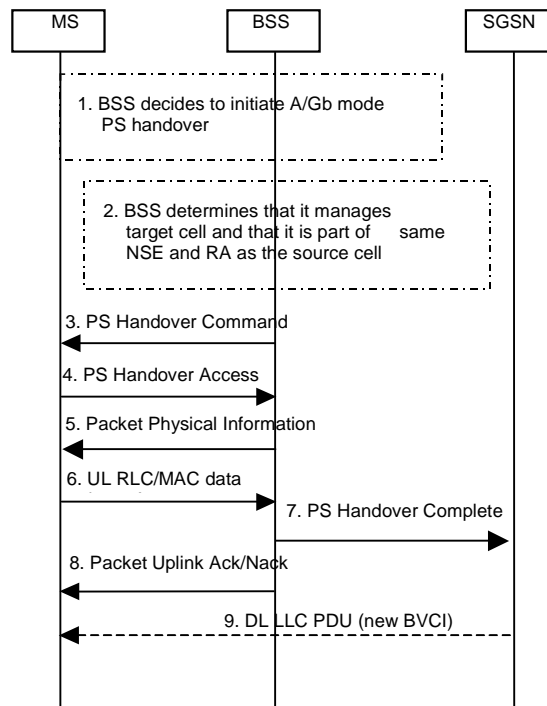 MS
BSS
SGSN
1. BSS decides to initiate A/Gb mode
PS handover
2. BSS determines that it manages
target cell and that it is part of same
NSE and RA as the source cell
3. PS Handover Command
4. PS Handover Access
5. Packet Physical Information
6. UL RLC/MAC data
7. PS Handover Complete
8. Packet Uplink Ack/Nack
9. DL LLC PDU (new BVCI)